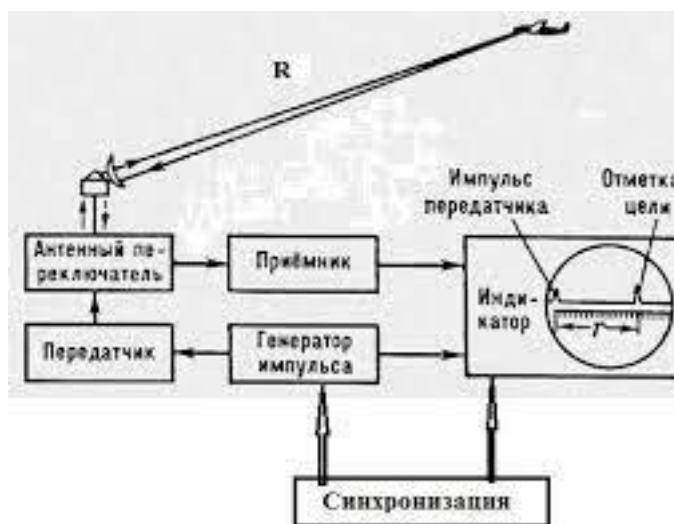 R
Импульс
передатчика
Отметка
цели
Антенный пе-
реключатель
Приёмник
Инди-
катор
r
Передатчик
Генератор
импульса
Синхронизация